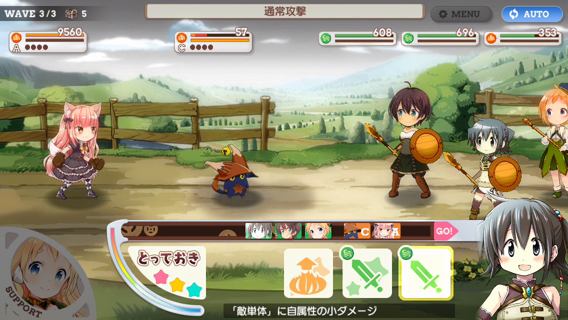 WAVE 3/3 5
通常攻撃
MENU
AUTO
9560
A
57
C
608
696
353
C A GO!
とっておき
SUPPORT
「敵単体」に自属性の小ダメージ